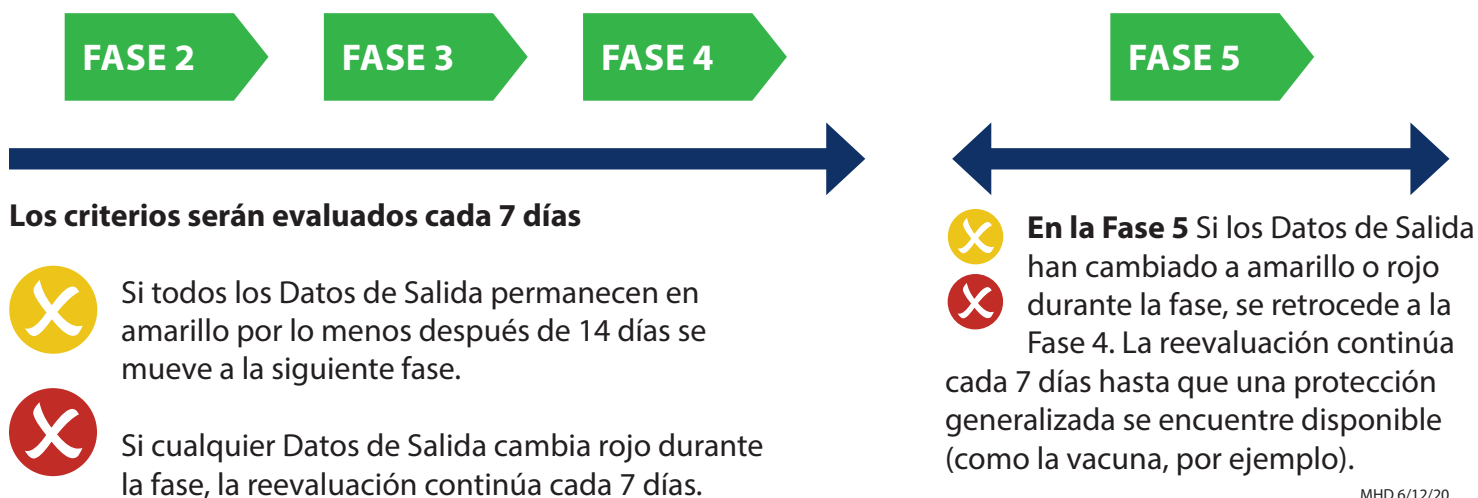 FASE 2
FASE 3
FASE 4
FASE 5
Los criterios serán evaluados cada 7 días
Si todos los Datos de Salida permanecen en
amarillo por lo menos después de 14 días se
mueve a la siguiente fase.
Si cualquier Datos de Salida cambia rojo durante
la fase, la reevaluación continúa cada 7 días.
En la Fase 5 Si los Datos de Salida
han cambiado a amarillo o rojo
durante la fase, se retrocede a la
Fase 4. La reevaluación continúa
cada 7 días hasta que una protección
generalizada se encuentre disponible
(como la vacuna, por ejemplo).
MHD 6/12/20